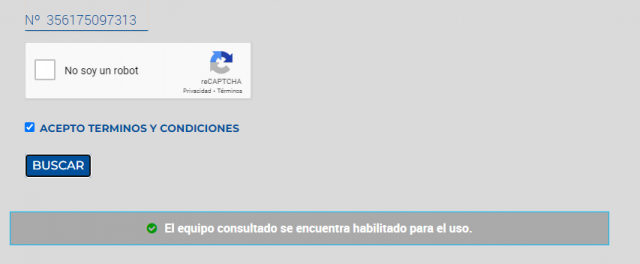 Nº 356175097313
No soy un robot
reCAPTCHA
Privacidad - Términos
ACEPTO TERMINOS Y CONDICIONES
BUSCAR
El equipo consultado se encuentra habilitado para el uso.